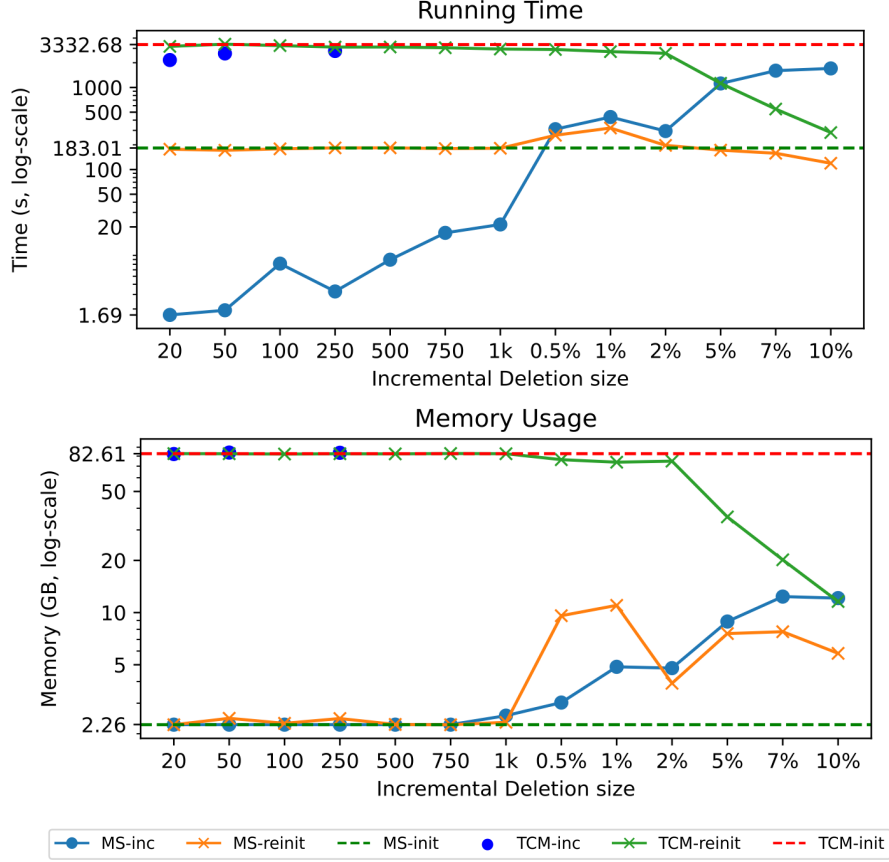 Running Time
3332.68
1000
500
183.01
100
50
20
1.69
Time (s, log-scale)
20 50 100 250 500 750 1k 0.5% 1% 2% 5% 7% 10%
Incremental Deletion size
Memory Usage
82.61
50
20
10
5
2.26
Memory (GB, log-scale)
20 50 100 250 500 750 1k 0.5% 1% 2% 5% 7% 10%
Incremental Deletion size
MS-inc MS-reinit MS-init TCM-inc TCM-reinit TCM-init